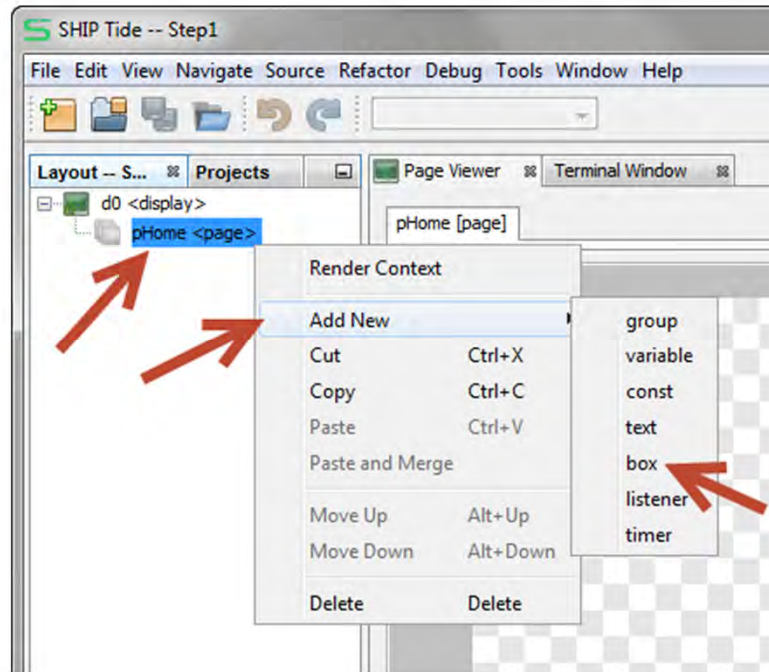 SHIP Tide -- Step1
File Edit View Navigate Source Refactor Debug Tools Window Help
Layout -- S... Projects
Page Viewer Terminal Window
d0 <display>
pHome <page>
pHome [page]
Render Context
Add New
Cut Ctrl+X
Copy Ctrl+C
Paste Ctrl+V
Paste and Merge
Move Up Alt+Up
Move Down Alt+Down
Delete Delete
group
variable
const
text
box
listener
timer